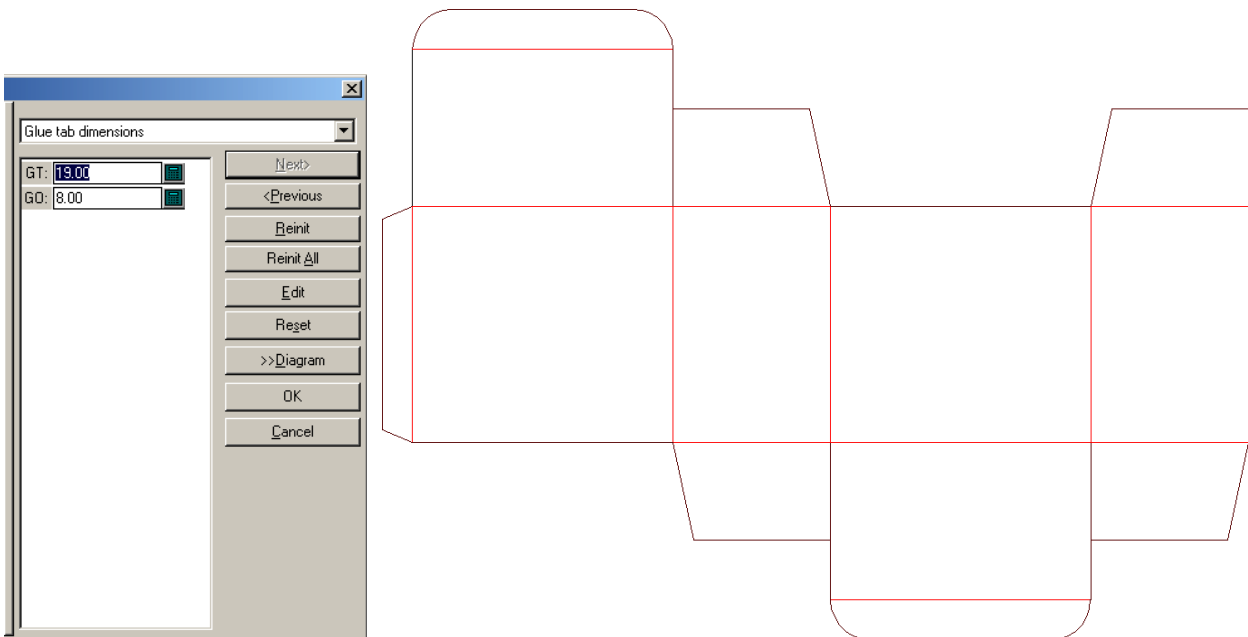 Glue tab dimensions
GT: 19.00
GO: 8.00
Next>
<Previous
Reinit
Reinit All
Edit
Reset
>>Diagram
OK
Cancel